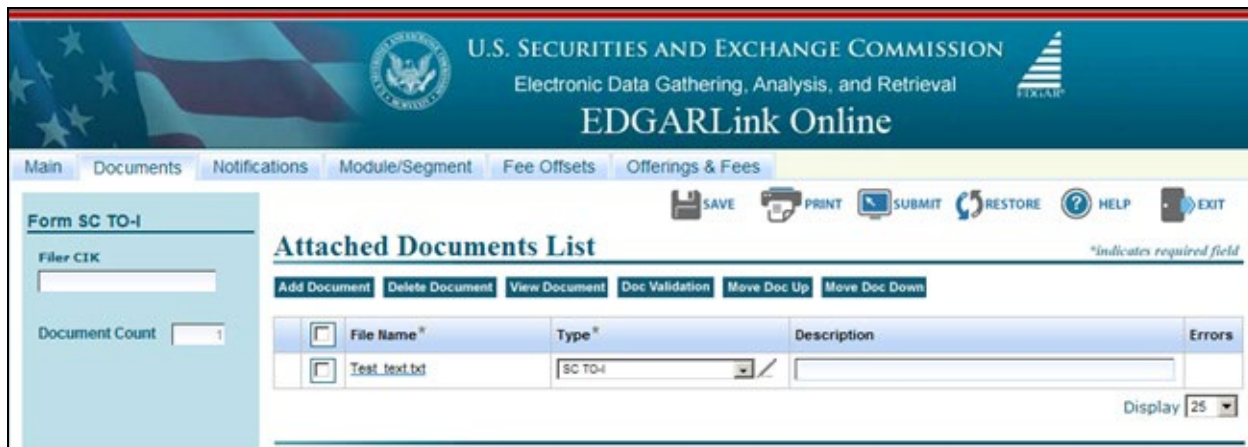 U.S. SECURITIES AND EXCHANGE COMMISSION
Electronic Data Gathering, Analysis, and Retrieval
EDGAR®
EDGARLink Online
Main Documents Notifications Module/Segment Fee Offsets Offerings & Fees
SAVE PRINT SUBMIT RESTORE HELP EXIT
Form SC TO-I
Attached Documents List
*indicates required field
Filer CIK
Add Document Delete Document View Document Doc Validation Move Doc Up Move Doc Down
Document Count 1
File Name* Type* Description Errors
Test_text.txt SC TO-I
Display 25